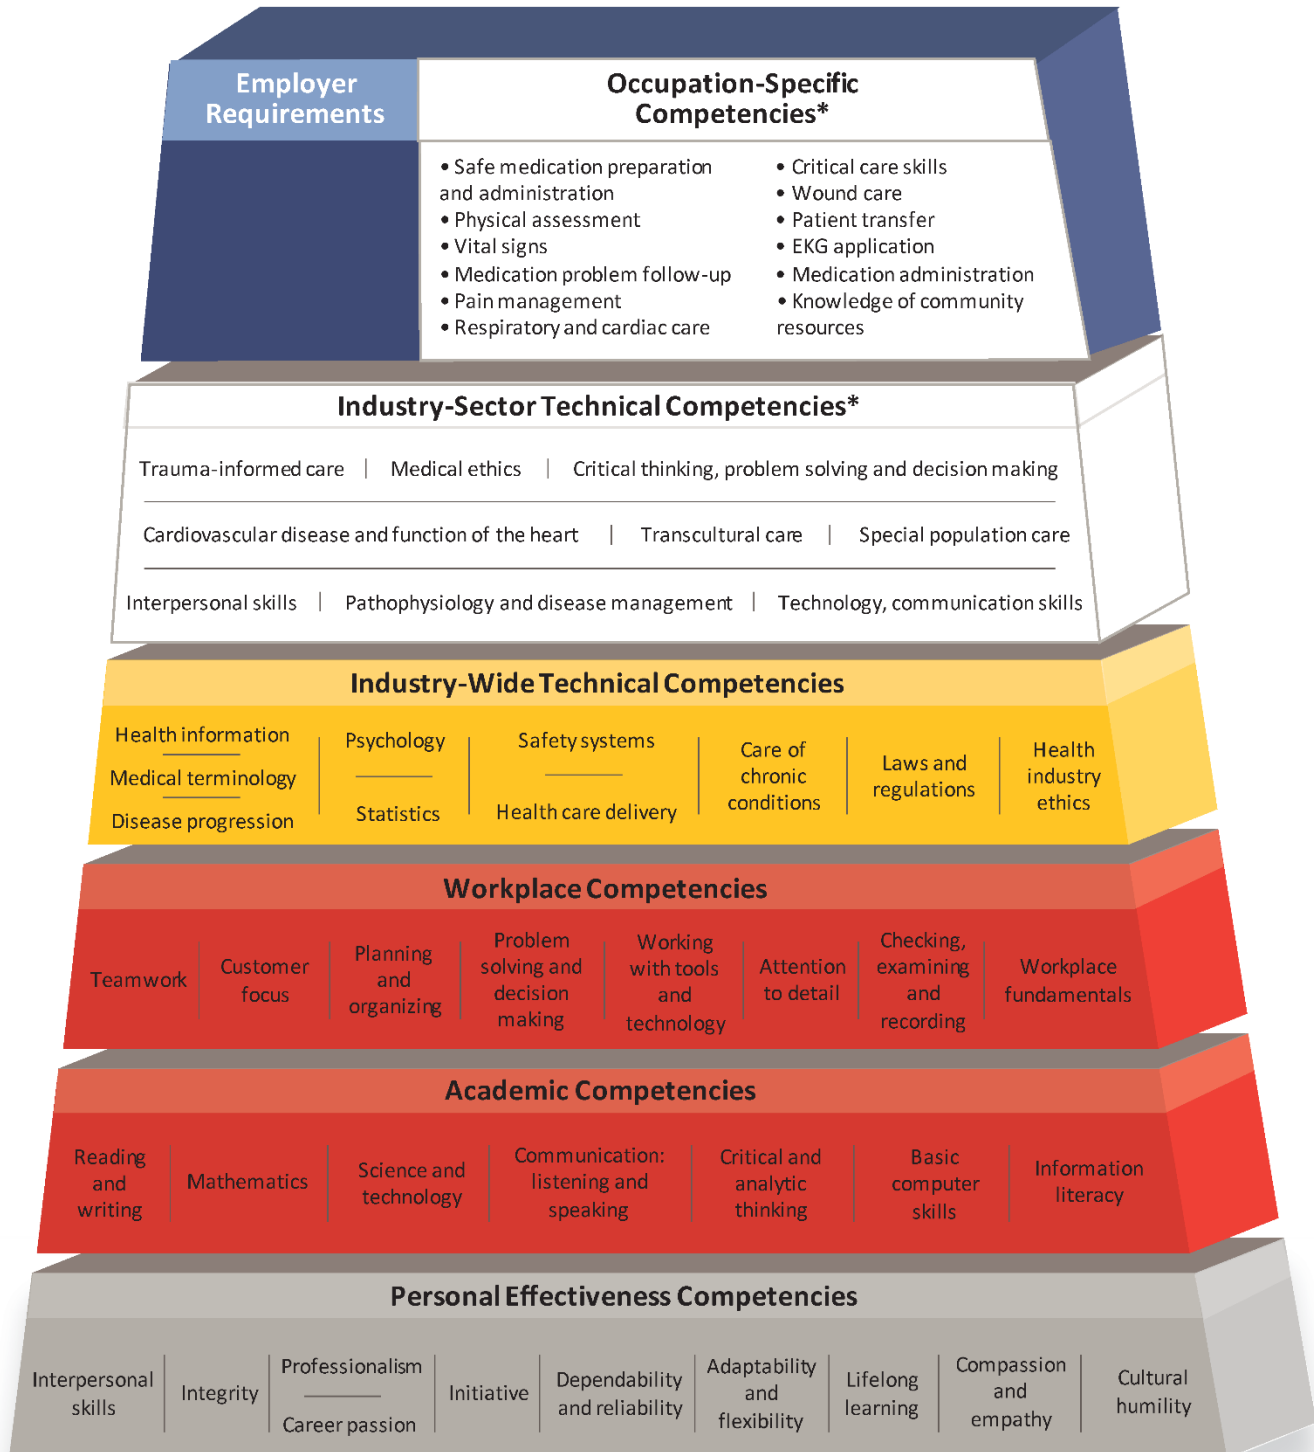 Employer
Requirements
Occupation-Specific
Competencies*
• Safe medication preparation
and administration
• Physical assessment
• Vital signs
• Medication problem follow-up
• Pain management
• Respiratory and cardiac care
• Critical care skills
• Wound care
• Patient transfer
• EKG application
• Medication administration
• Knowledge of community
resources
Industry-Sector Technical Competencies*
Trauma-informed care | Medical ethics | Critical thinking, problem solving and decision making
Cardiovascular disease and function of the heart | Transcultural care | Special population care
Interpersonal skills | Pathophysiology and disease management | Technology, communication skills
Industry-Wide Technical Competencies
Health information
Medical terminology
Disease progression
Psychology
Statistics
Safety systems
Health care delivery
Care of
chronic
conditions
Laws and
regulations
Health
industry
ethics
Workplace Competencies
Teamwork
Customer
focus
Planning
and
organizing
Problem
solving and
decision
making
Working
with tools
and
technology
Attention
to detail
Checking,
examining
and
recording
Workplace
fundamentals
Academic Competencies
Reading
and
writing
Mathematics
Science and
technology
Communication:
listening and
speaking
Critical and
analytic
thinking
Basic
computer
skills
Information
literacy
Personal Effectiveness Competencies
Interpersonal
skills
Integrity
Professionalism
Career passion
Initiative
Dependability
and reliability
Adaptability
and
flexibility
Lifelong
learning
Compassion
and
empathy
Cultural
humility